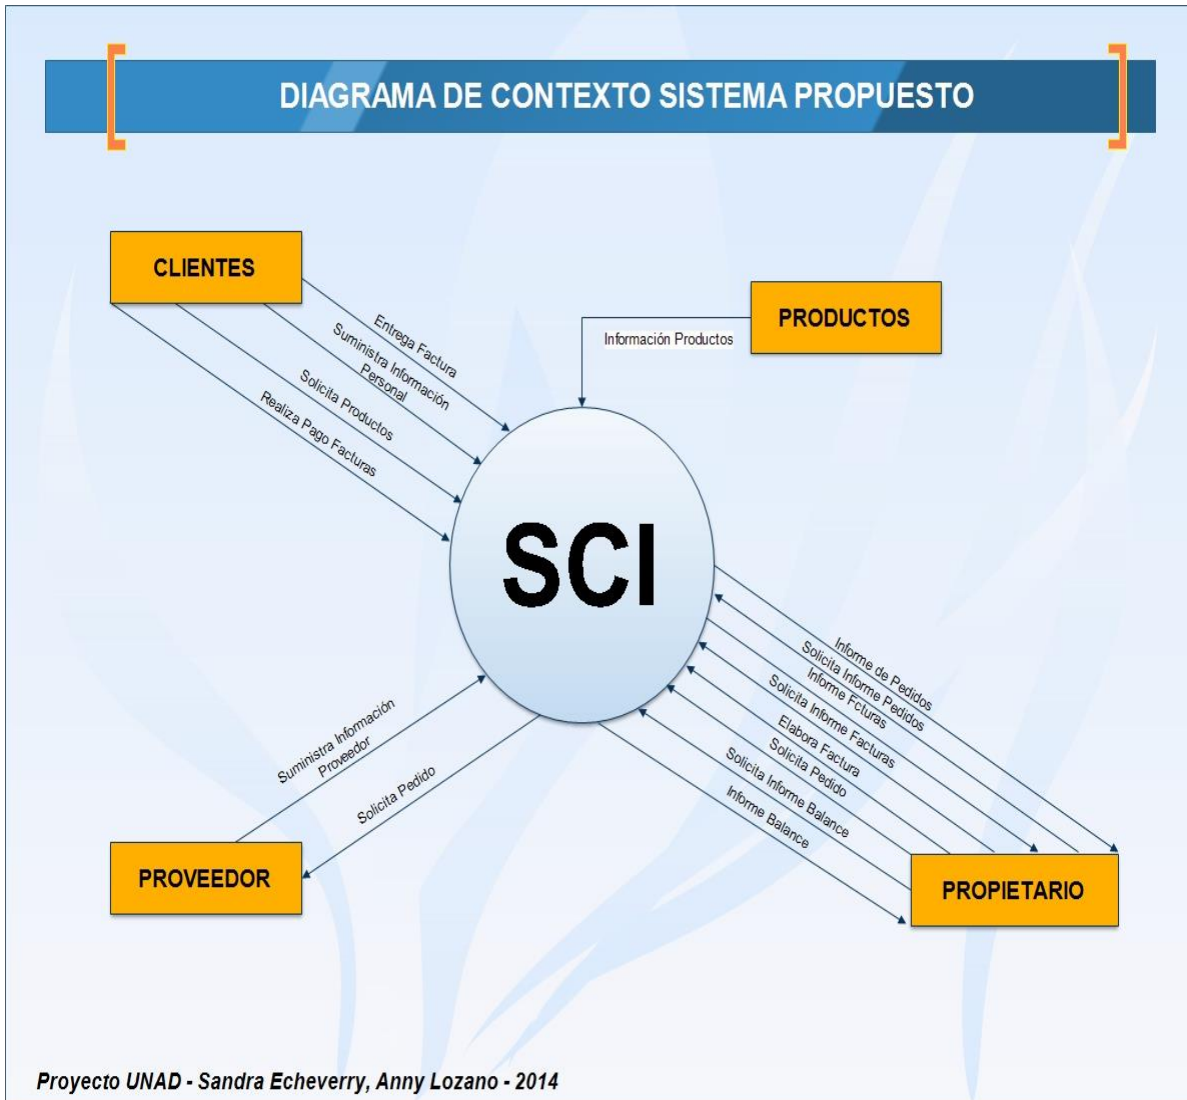 DIAGRAMA DE CONTEXTO SISTEMA PROPUESTO
CLIENTES
PRODUCTOS
Información Productos
Entrega Factura
Suministra Información
Personal
Solicita Productos
Realiza Pago Facturas
SCI
Informe de Pedidos
Solicita Informe Pedidos
Informe Fcturas
Solicita Informe Facturas
Elabora Factura
Solicita Pedido
Solicita Informe Balance
Informe Balance
Suministra Información
Proveedor
Solicita Pedido
PROVEEDOR
PROPIETARIO
Proyecto UNAD - Sandra Echeverry, Anny Lozano - 2014